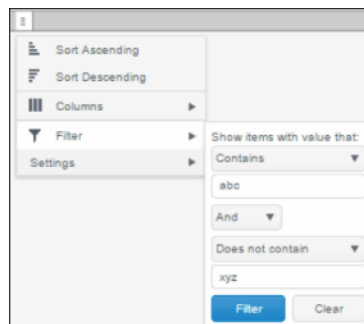 Sort Ascending
Sort Descending
Columns
Filter
Settings
Show items with value that:
Contains
abc
And
Does not contain
xyz
Filter
Clear